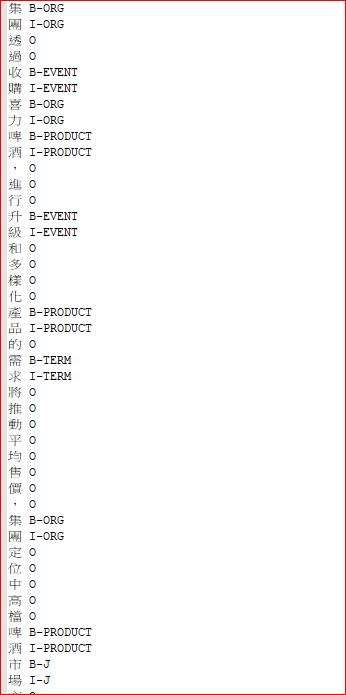 集 B-ORG
團 I-ORG
透 O
過 O
收 B-EVENT
購 I-EVENT
喜 B-ORG
力 I-ORG
啤 B-PRODUCT
酒 I-PRODUCT
， O
進 O
行 O
升 B-EVENT
級 I-EVENT
和 O
多 O
樣 O
化 O
產 B-PRODUCT
品 I-PRODUCT
的 O
需 B-TERM
求 I-TERM
將 O
推 O
動 O
平 O
均 O
售 O
價 O
， O
集 B-ORG
團 I-ORG
定 O
位 O
中 O
高 O
檔 O
啤 B-PRODUCT
酒 I-PRODUCT
市 B-J
場 I-J